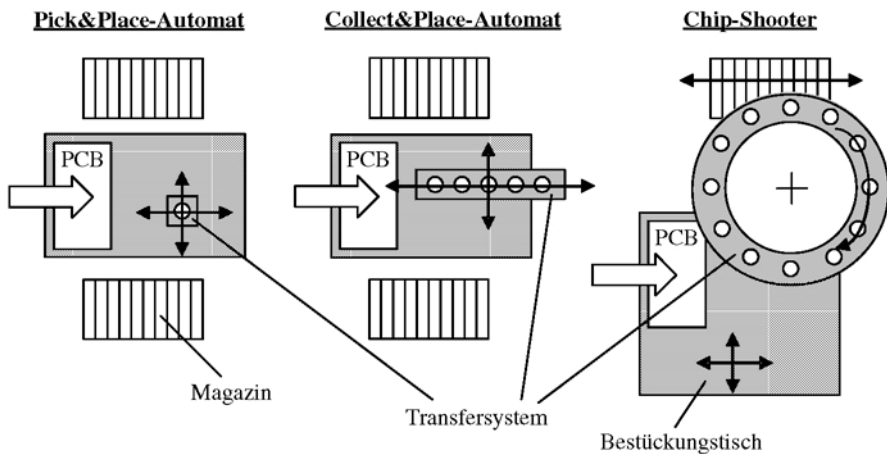 Pick&Place-Automat
Collect&Place-Automat
Chip-Shooter
PCB
PCB
PCB
Magazin
Transfersystem
Bestückungstisch